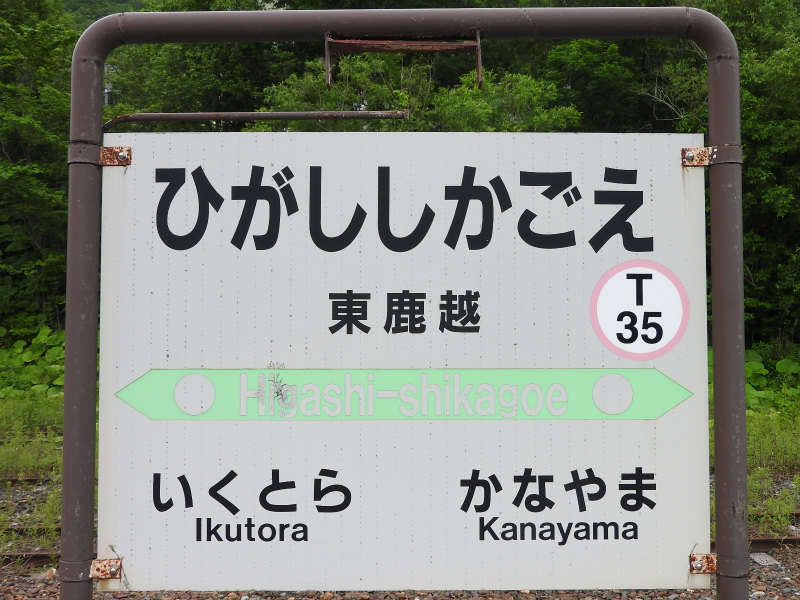 ひがししかごえ
東鹿越
T
35
Higashi-shikagoe
いくとら かなやま
Ikutora Kanayama